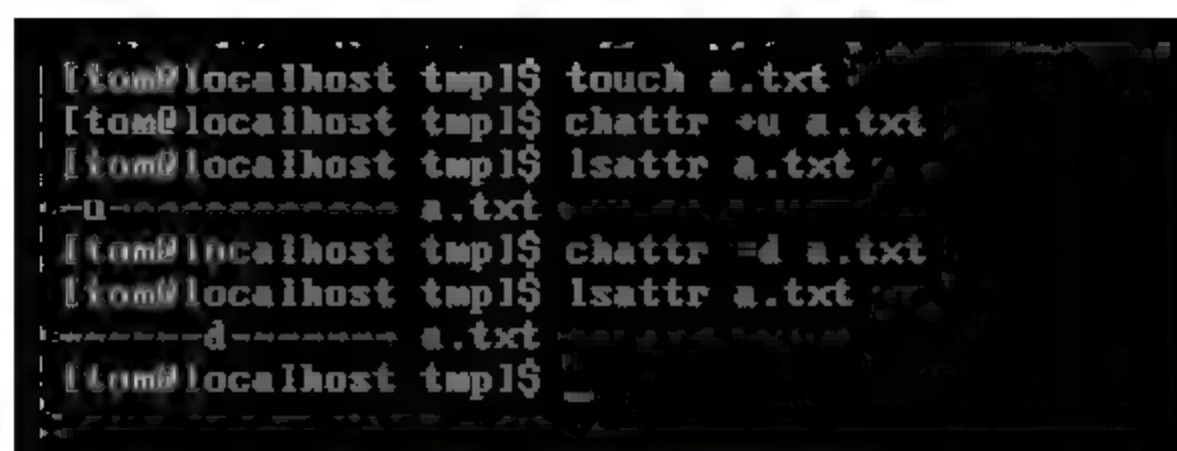 [tom@localhost tmp]$ touch a.txt
[tom@localhost tmp]$ chattr +u a.txt
[tom@localhost tmp]$ lsattr a.txt
-u------------- a.txt
[tom@localhost tmp]$ chattr =d a.txt
[tom@localhost tmp]$ lsattr a.txt
------d------- a.txt
[tom@localhost tmp]$ _